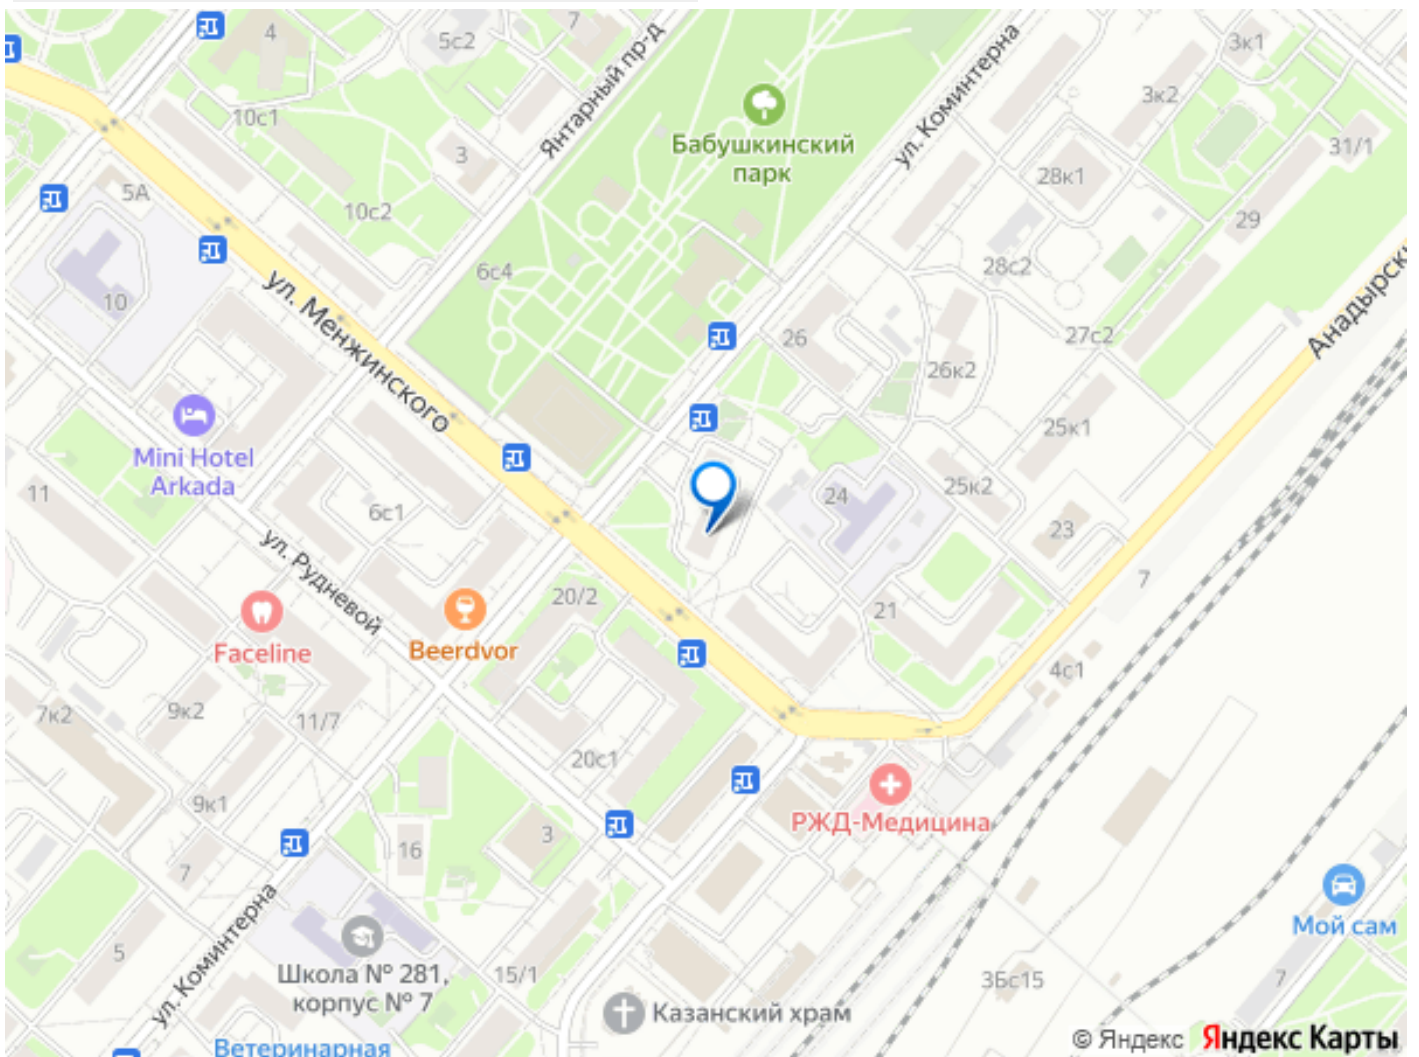 4
7
5с2
Янтарный пр-д
ул. Коминтерна
3к1
3к2
10с1
3
Бабушкинский
парк
31/1
5А
28к1
10с2
29
6с4
28с2
10
ул. Менжинского
26
27с2
Анадырски
26к2
25к1
Mini Hotel
Arkada
11
6с1
24
25к2
23
ул. Рудневой
7
20/2
21
Faceline
Beerdvor
4с1
7к2
9к2
11/7
20с1
9к1
РЖД-Медицина
3
16
7
ул. Коминтерна
Мой сам
5
Школа № 281,
корпус № 7
15/1
3Бс15
7
Казанский храм
Ветеринарная
© Яндекс Яндекс Карты